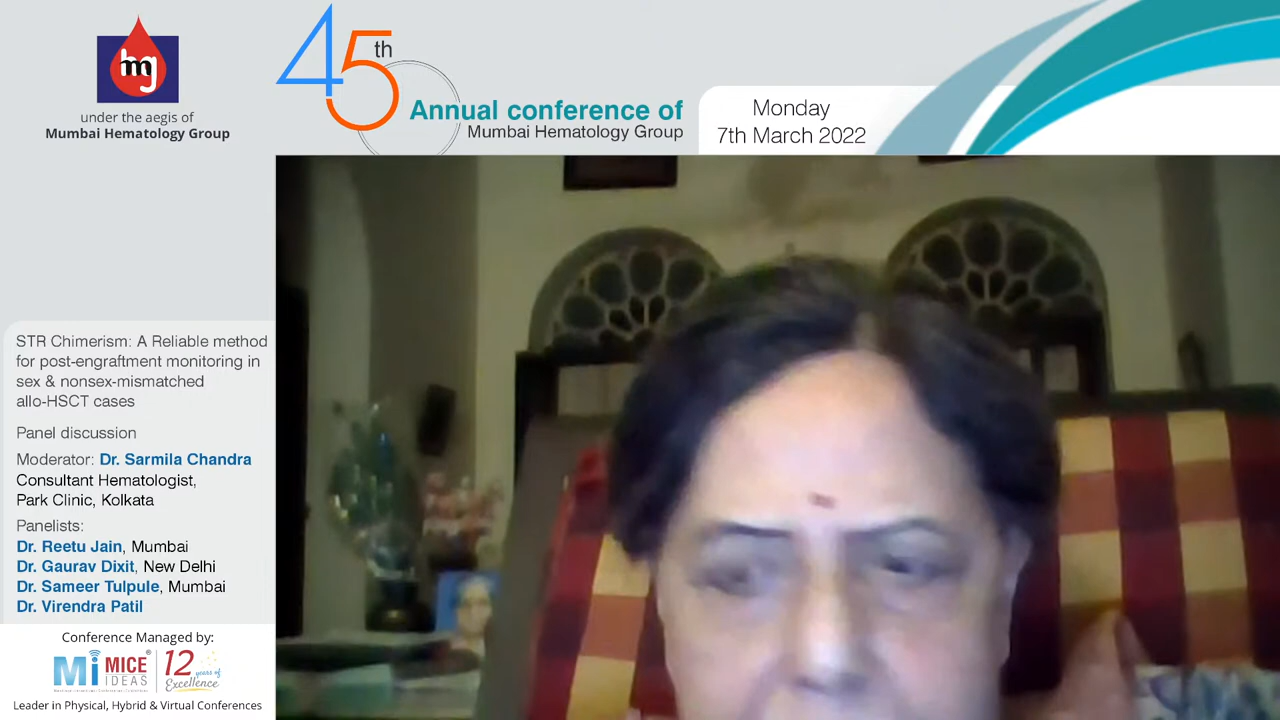 hmg
under the aegis of
Mumbai Hematology Group
45th
Annual conference of
Mumbai Hematology Group
Monday
7th March 2022
STR Chimerism: A Reliable method
for post-engraftment monitoring in
sex & nonsex-mismatched
allo-HSCT cases
Panel discussion
Moderator: Dr. Sarmila Chandra
Consultant Hematologist,
Park Clinic, Kolkata
Panelists:
Dr. Reetu Jain, Mumbai
Dr. Gaurav Dixit, New Delhi
Dr. Sameer Tulpule, Mumbai
Dr. Virendra Patil
Conference Managed by:
Mi MICE IDEAS
12 years of Excellence
Leader in Physical, Hybrid & Virtual Conferences